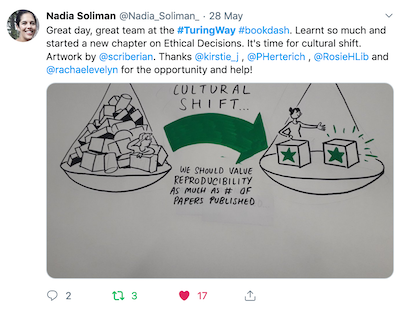 Nadia Soliman @Nadia_Soliman_ · 28 May
Great day, great team at the #TuringWay #bookdash. Learnt so much and
started a new chapter on Ethical Decisions. It's time for cultural shift.
Artwork by @scriberian. Thanks @kirstie_j , @PHerterich , @RosieHLib and
@rachaelevelyn for the opportunity and help!
CULTURAL
SHIFT...
WE SHOULD VALUE
REPRODUCIBILITY
AS MUCH AS # OF
PAPERS PUBLISHED
2 3 17